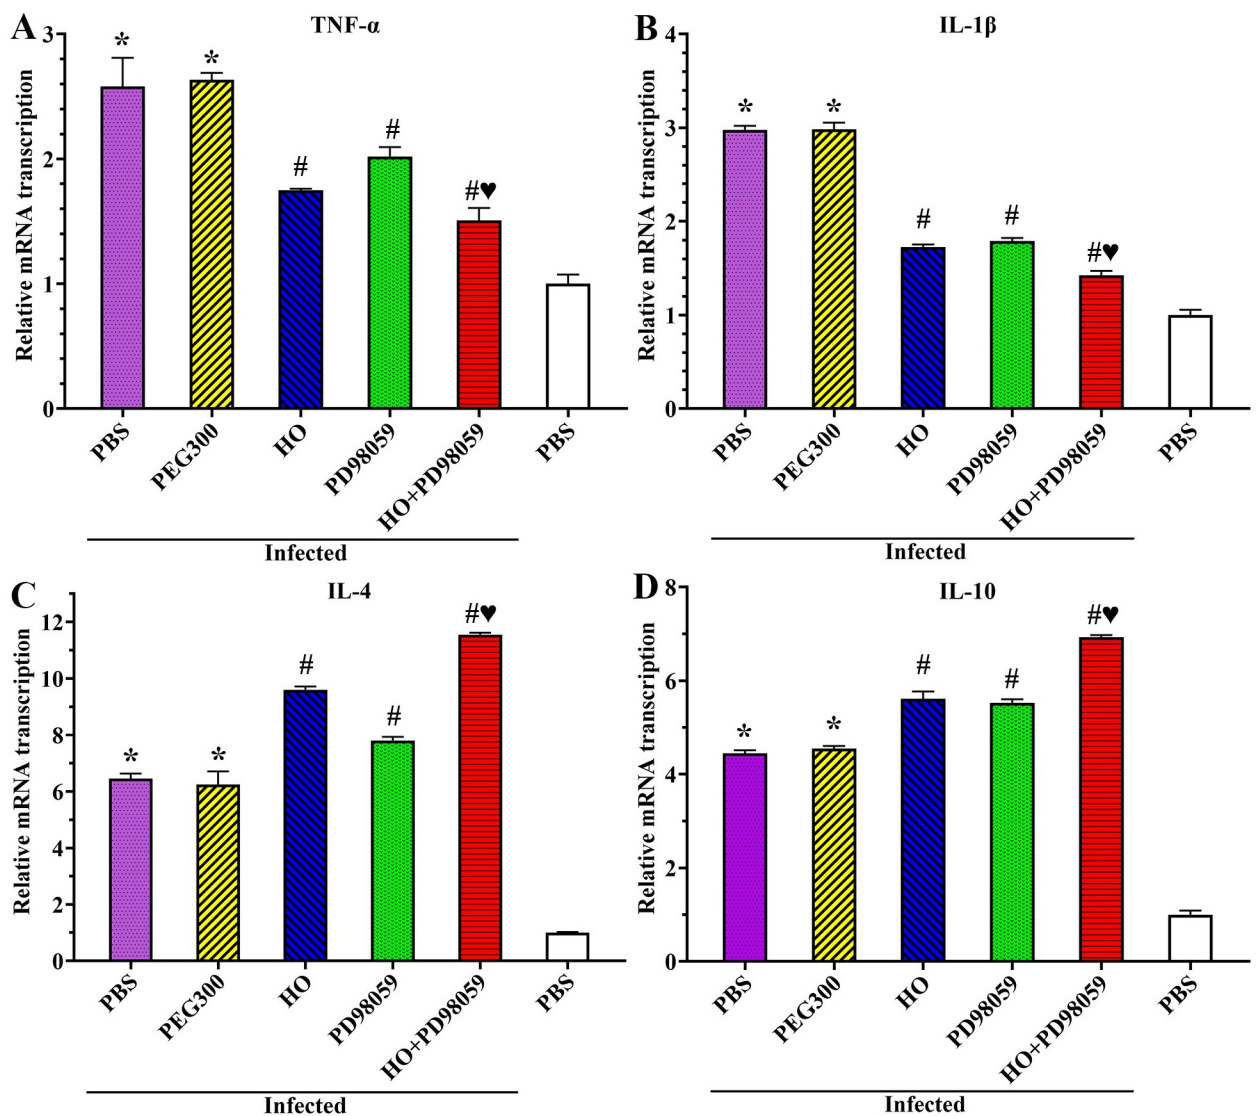 A
TNF-α
Relative mRNA transcription
3
2
1
0
*
*
#
#
#♥
PBS
PEG300
HO
PD98059
HO+PD98059
PBS
Infected
B
IL-1β
Relative mRNA transcription
4
3
2
1
0
*
*
#
#
#♥
PBS
PEG300
HO
PD98059
HO+PD98059
PBS
Infected
C
IL-4
Relative mRNA transcription
12
10
8
6
4
2
0
*
*
#
#
#♥
PBS
PEG300
HO
PD98059
HO+PD98059
PBS
Infected
D
IL-10
Relative mRNA transcription
8
6
4
2
0
*
*
#
#
#♥
PBS
PEG300
HO
PD98059
HO+PD98059
PBS
Infected